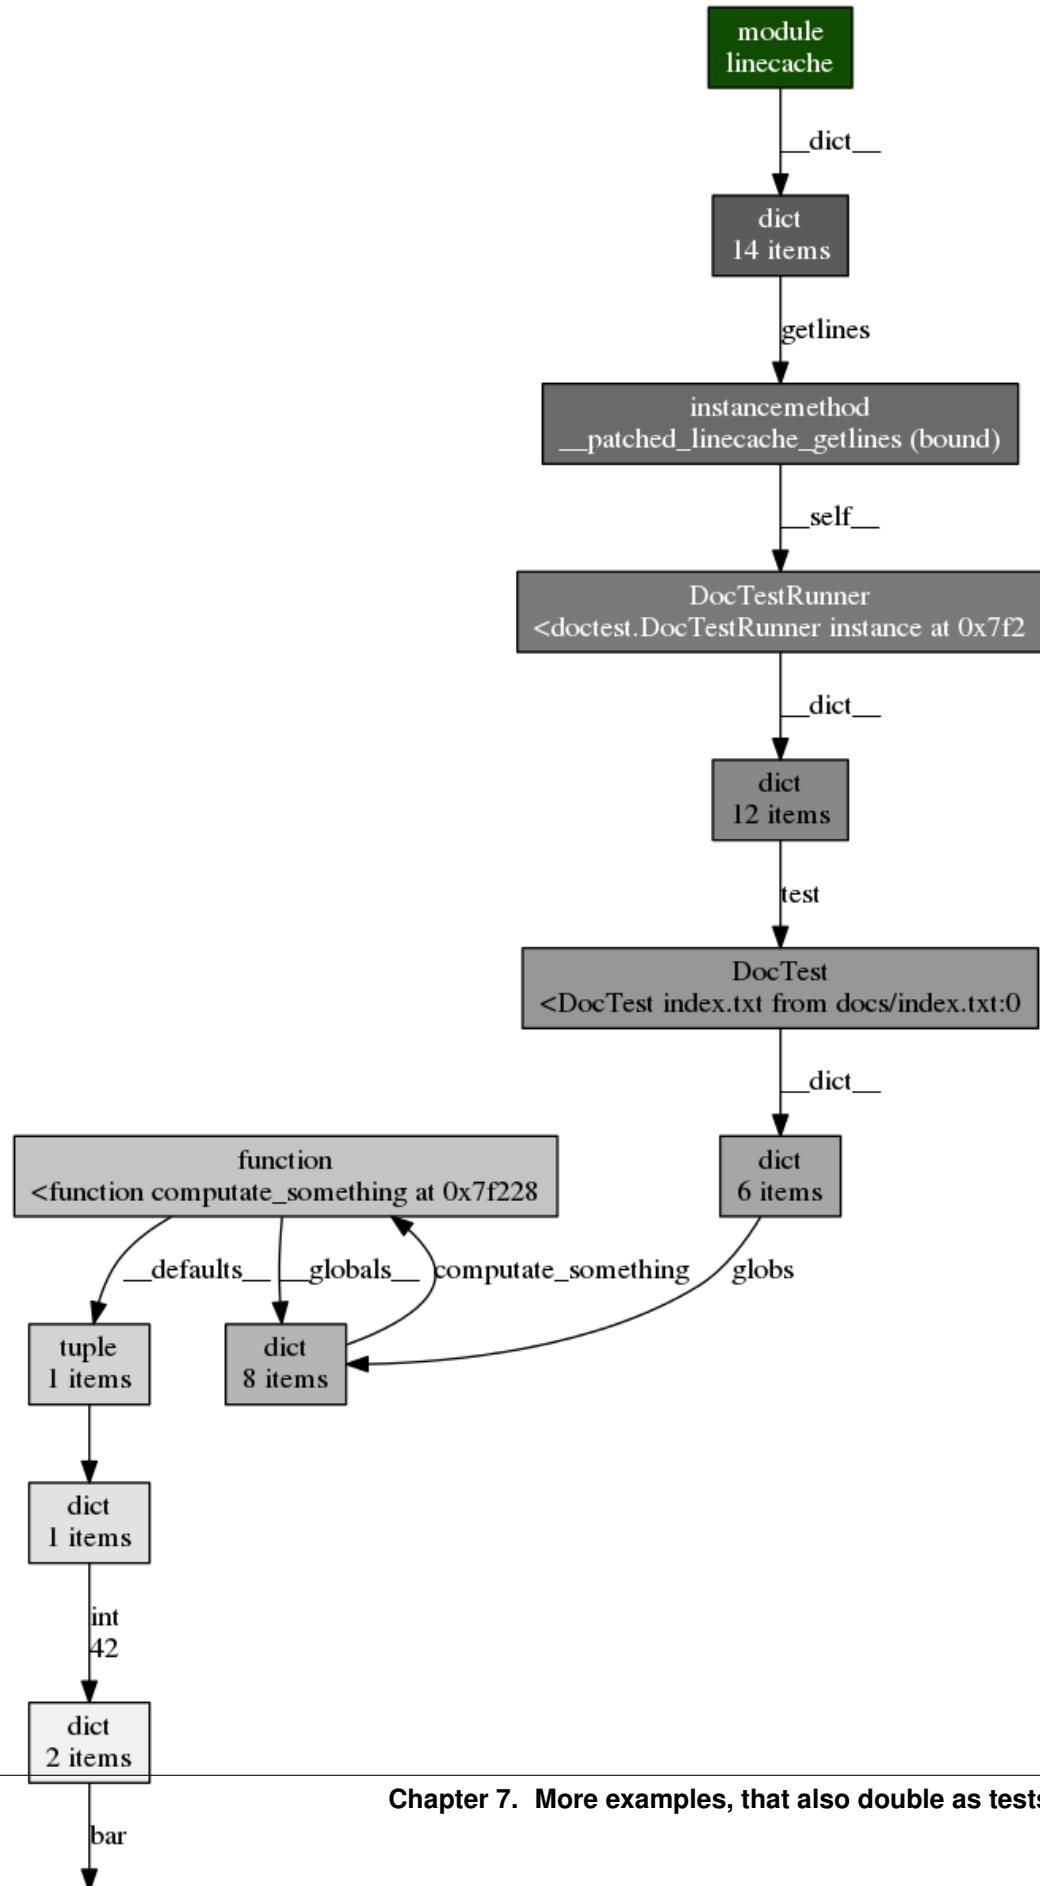 module
linecache
__dict__
dict
14 items
getlines
instancemethod
__patched_linecache_getlines (bound)
__self__
DocTestRunner
<doctest.DocTestRunner instance at 0x7f2
__dict__
dict
12 items
test
DocTest
<DocTest index.txt from docs/index.txt:0
__dict__
function
<function computate_something at 0x7f228
dict
6 items
__defaults__
__globals__
computate_something
globs
tuple
1 items
dict
8 items
dict
1 items
int
42
dict
2 items
Chapter 7. More examples, that also double as tests
bar